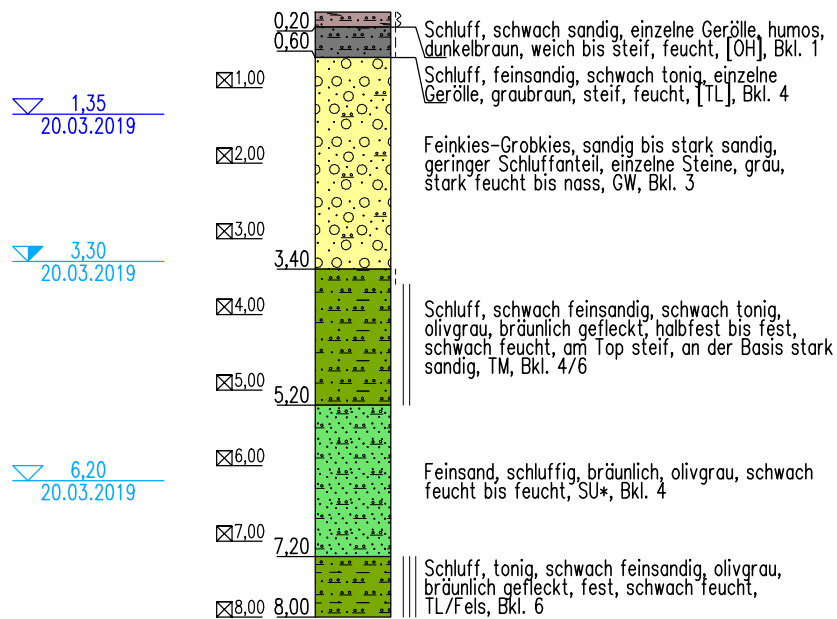 0,20
0,60
Schluff, schwach sandig, einzelne Gerölle, humos,
dunkelbraun, weich bis steif, feucht, [OH], Bkl. 1
1,00
Schluff, feinsandig, schwach tonig, einzelne
Gerölle, graubraun, steif, feucht, [TL], Bkl. 4
1,35
20.03.2019
2,00
Feinkies-Grobkies, sandig bis stark sandig,
geringer Schluffanteil, einzelne Steine, grau,
stark feucht bis nass, GW, Bkl. 3
3,00
3,30
20.03.2019
3,40
4,00
Schluff, schwach feinsandig, schwach tonig,
olivgrau, bräunlich gefleckt, halbfest bis fest,
schwach feucht, am Top steif, an der Basis stark
sandig, TM, Bkl. 4/6
5,00
5,20
6,00
6,20
20.03.2019
Feinsand, schluffig, bräunlich, olivgrau, schwach
feucht bis feucht, SU*, Bkl. 4
7,00
7,20
Schluff, tonig, schwach feinsandig, olivgrau,
bräunlich gefleckt, fest, schwach feucht,
TL/Fels, Bkl. 6
8,00
8,00